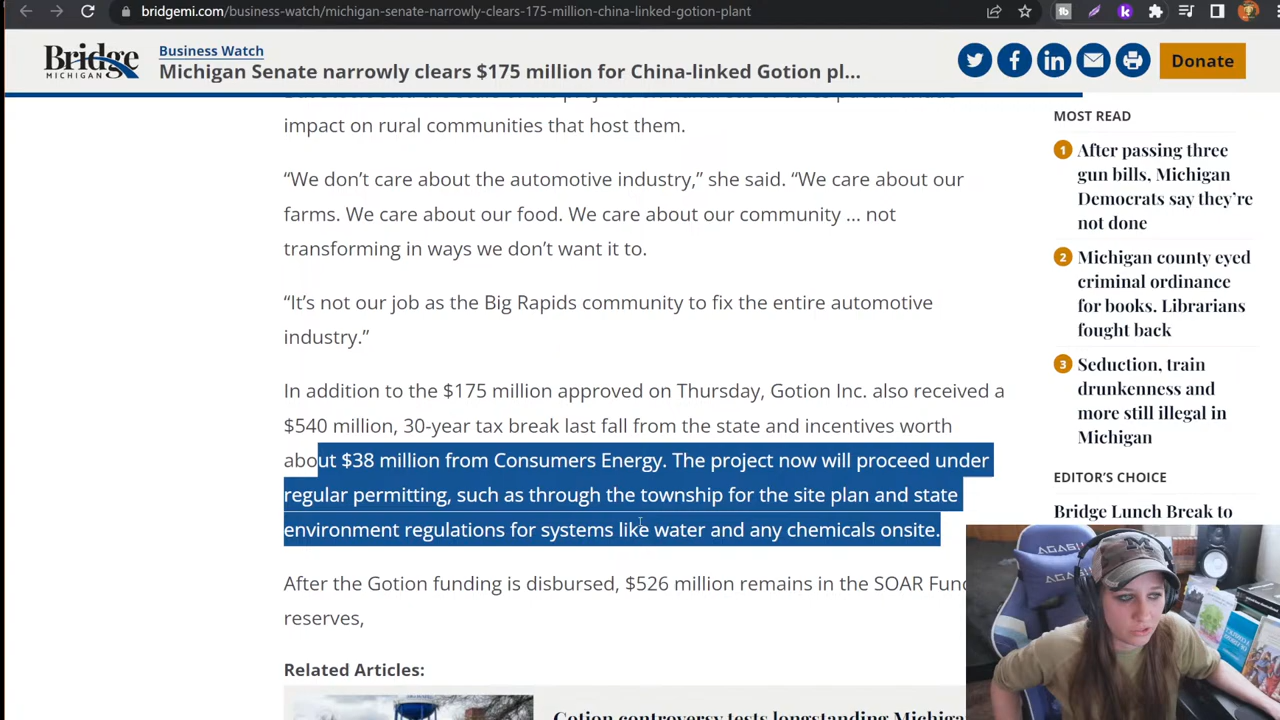 bridgemi.com/business-watch/michigan-senate-narrowly-clears-175-million-china-linked-gotion-plant
Bridge
MICHIGAN
Business Watch
Michigan Senate narrowly clears $175 million for China-linked Gotion pl...
Donate
impact on rural communities that host them.
“We don’t care about the automotive industry,” she said. “We care about our
farms. We care about our food. We care about our community ... not
transforming in ways we don’t want it to.
“It’s not our job as the Big Rapids community to fix the entire automotive
industry.”
In addition to the $175 million approved on Thursday, Gotion Inc. also received a
$540 million, 30-year tax break last fall from the state and incentives worth
about $38 million from Consumers Energy. The project now will proceed under
regular permitting, such as through the township for the site plan and state
environment regulations for systems like water and any chemicals onsite.
After the Gotion funding is disbursed, $526 million remains in the SOAR Fund
reserves,
Related Articles:
Gotion controversy tests longstanding Michiga
MOST READ
1 After passing three
gun bills, Michigan
Democrats say they’re
not done
2 Michigan county eyed
criminal ordinance
for books. Librarians
fought back
3 Seduction, train
drunkenness and
more still illegal in
Michigan
EDITOR’S CHOICE
Bridge Lunch Break to
M